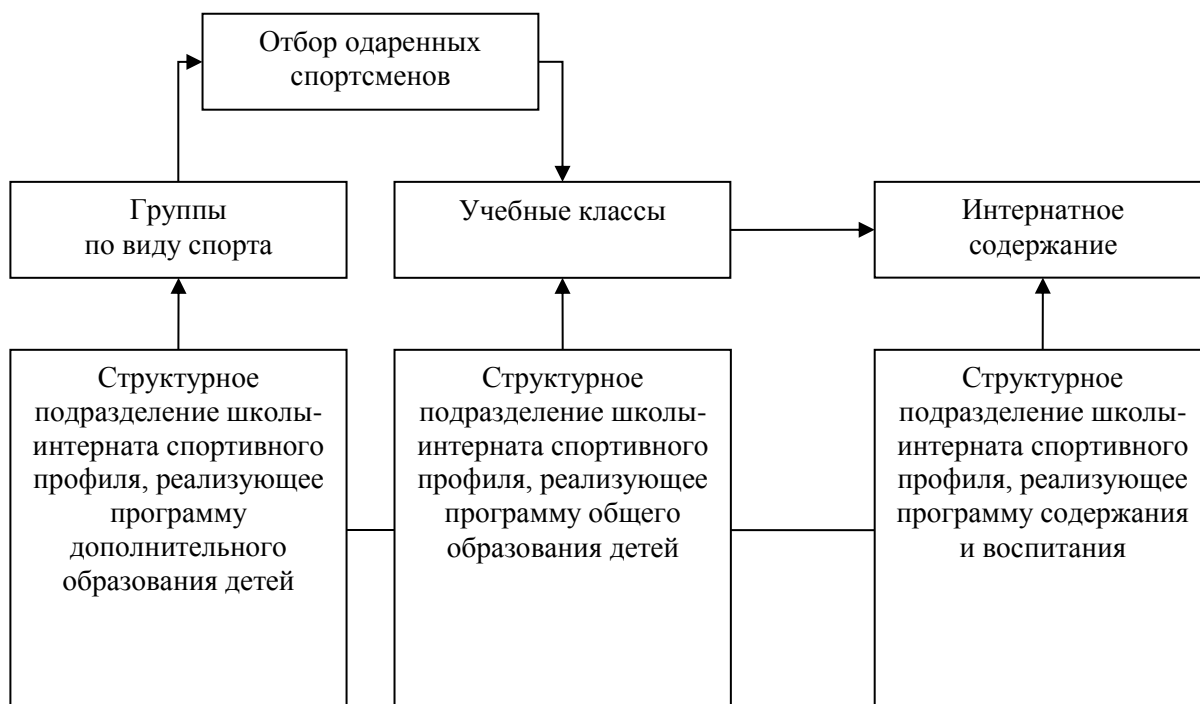 Отбор одаренных
спортсменов
Группы
по виду спорта
Учебные классы
Интернатное
содержание
Структурное
подразделение школы-
интерната спортивного
профиля, реализующее
программу
дополнительного
образования детей
Структурное
подразделение школы-
интерната спортивного
профиля, реализующее
программу общего
образования детей
Структурное
подразделение школы-
интерната спортивного
профиля, реализующее
программу содержания
и воспитания